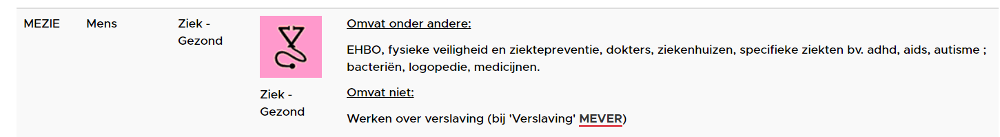 MEZIE Mens Ziek - Gezond
Ziek - Gezond
Omvat onder andere:
EHBO, fysieke veiligheid en ziektepreventie, dokters, ziekenhuizen, specifieke ziekten bv. adhd, aids, autisme ;
bacteriën, logopedie, medicijnen.
Omvat niet:
Werken over verslaving (bij 'Verslaving' MEVER)